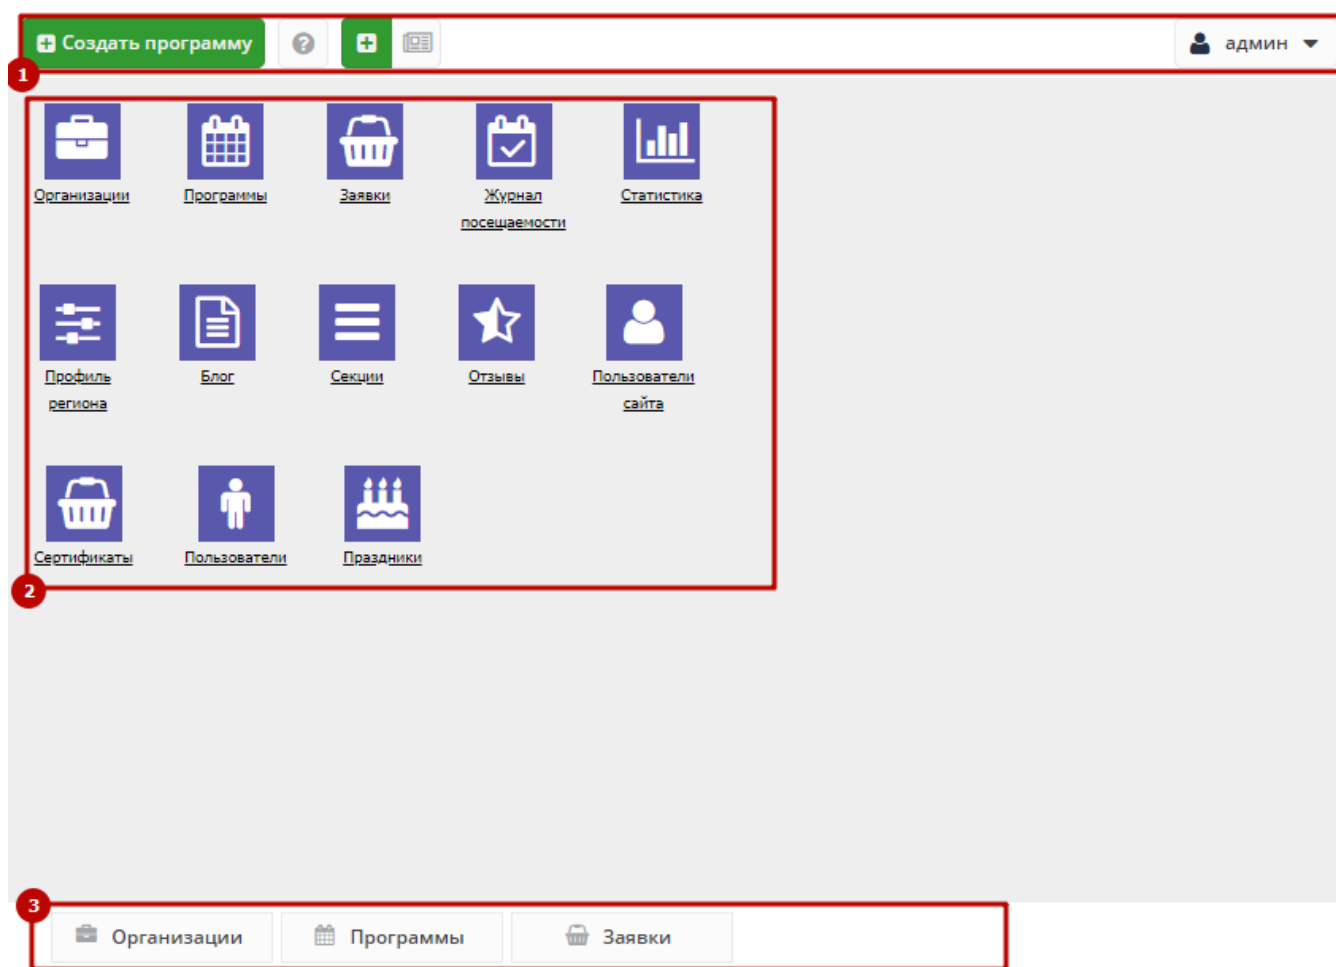 Создать программу
админ
1
Организации
Программы
Заявки
Журнал
посещаемости
Статистика
Профиль
региона
Блог
Секции
Отзывы
Пользователи
сайта
Сертификаты
Пользователи
Праздники
2
3
Организации
Программы
Заявки